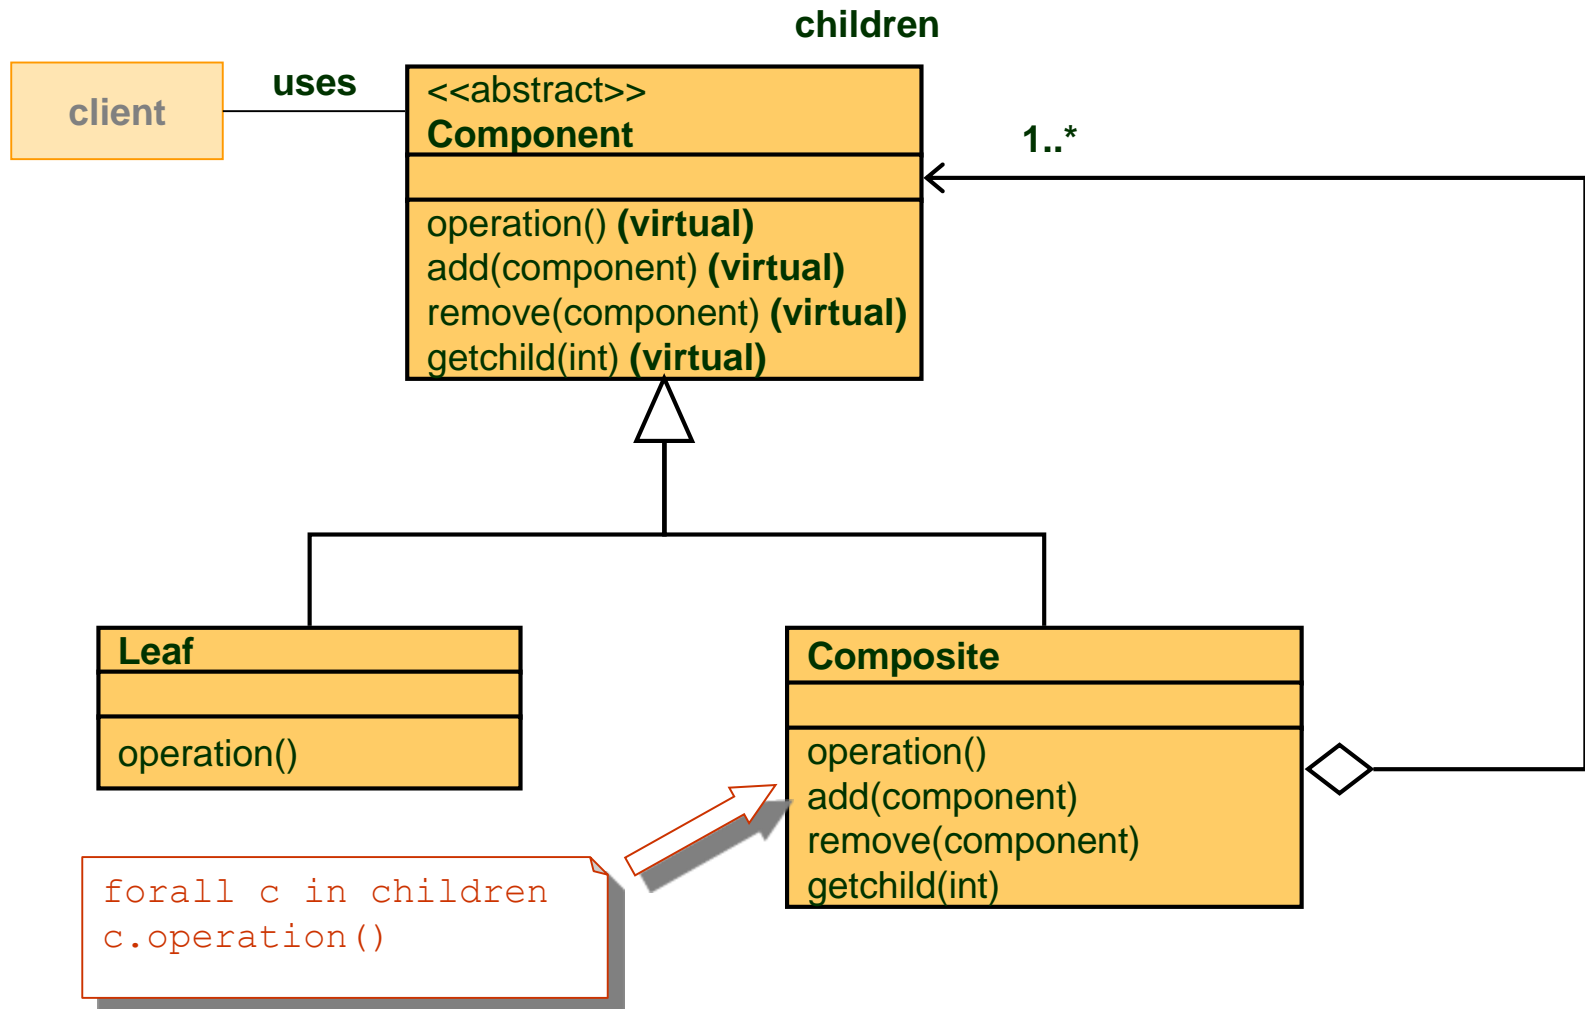 children
client
uses
<<abstract>>
Component
1..*
operation() (virtual)
add(component) (virtual)
remove(component) (virtual)
getchild(int) (virtual)
Leaf
operation()
Composite
operation()
add(component)
remove(component)
getchild(int)
forall c in children
c.operation()